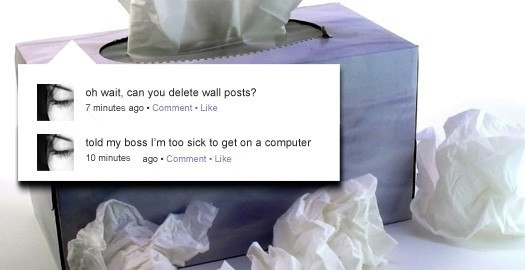 oh wait, can you delete wall posts?
7 minutes ago • Comment • Like
told my boss I'm too sick to get on a computer
10 minutes ago • Comment • Like